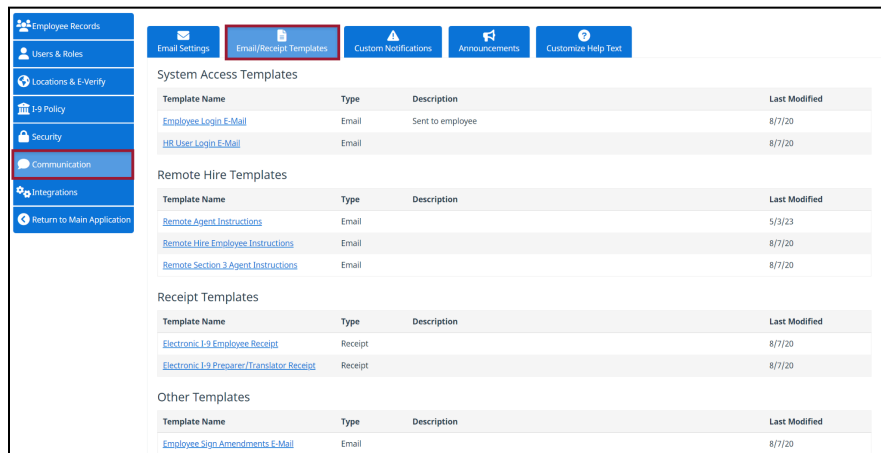 Employee Records
Users & Roles
Locations & E-Verify
I-9 Policy
Security
Communication
Integrations
Return to Main Application
Email Settings
Email/Receipt Templates
Custom Notifications
Announcements
Customize Help Text
System Access Templates
Template Name Type Description Last Modified
Employee Login E-Mail Email Sent to employee 8/7/20
HR User Login E-Mail Email 8/7/20
Remote Hire Templates
Template Name Type Description Last Modified
Remote Agent Instructions Email 5/3/23
Remote Hire Employee Instructions Email 8/7/20
Remote Section 3 Agent Instructions Email 8/7/20
Receipt Templates
Template Name Type Description Last Modified
Electronic I-9 Employee Receipt Receipt 8/7/20
Electronic I-9 Preparer/Translator Receipt Receipt 8/7/20
Other Templates
Template Name Type Description Last Modified
Employee Sign Amendments E-Mail Email 8/7/20